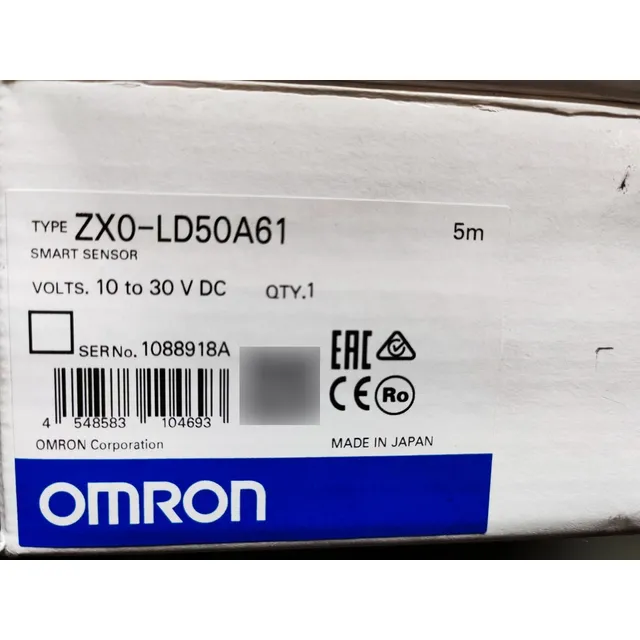 TYPE ZX0-LD50A61 5m
SMART SENSOR
VOLTS. 10 to 30 V DC QTY.1
SER No. 1088918A
EAC
CE Ro
4 548583 104693
OMRON Corporation MADE IN JAPAN
OMRON